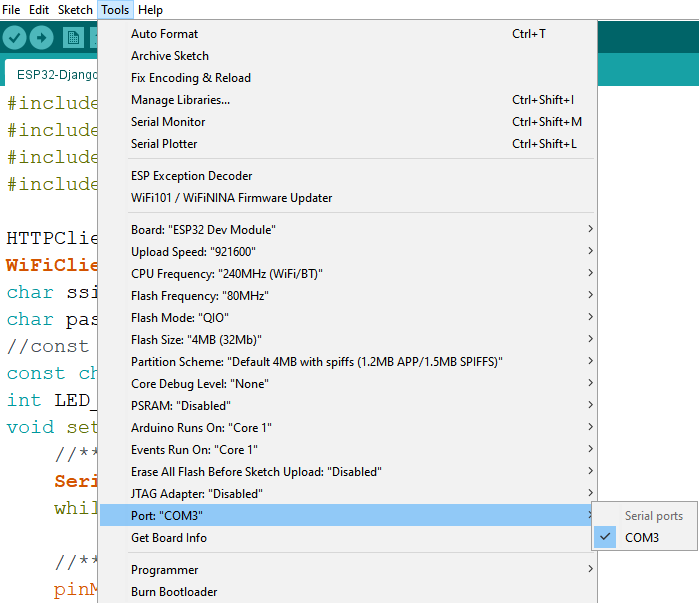 File Edit Sketch Tools Help
ESP32-Django
Auto Format Ctrl+T
Archive Sketch
Fix Encoding & Reload
Manage Libraries... Ctrl+Shift+I
Serial Monitor Ctrl+Shift+M
Serial Plotter Ctrl+Shift+L
ESP Exception Decoder
WiFi101 / WiFiNINA Firmware Updater
Board: "ESP32 Dev Module"
Upload Speed: "921600"
CPU Frequency: "240MHz (WiFi/BT)"
Flash Frequency: "80MHz"
Flash Mode: "QIO"
Flash Size: "4MB (32Mb)"
Partition Scheme: "Default 4MB with spiffs (1.2MB APP/1.5MB SPIFFS)"
Core Debug Level: "None"
PSRAM: "Disabled"
Arduino Runs On: "Core 1"
Events Run On: "Core 1"
Erase All Flash Before Sketch Upload: "Disabled"
JTAG Adapter: "Disabled"
Port: "COM3"
Get Board Info
Programmer
Burn Bootloader
Serial ports
COM3
#include
#include
#include
#include
HTTPClie
WiFiClie
char ssi
char pas
//const
const ch
int LED_
void set
//**
Seri
whil
//**
pinM